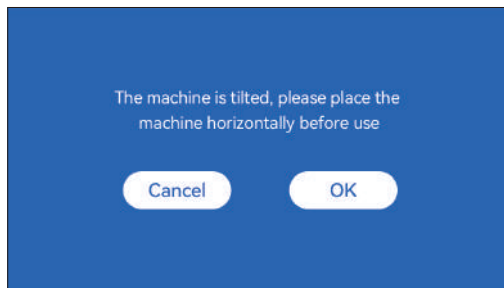 The machine is tilted, please place the
machine horizontally before use
Cancel
OK